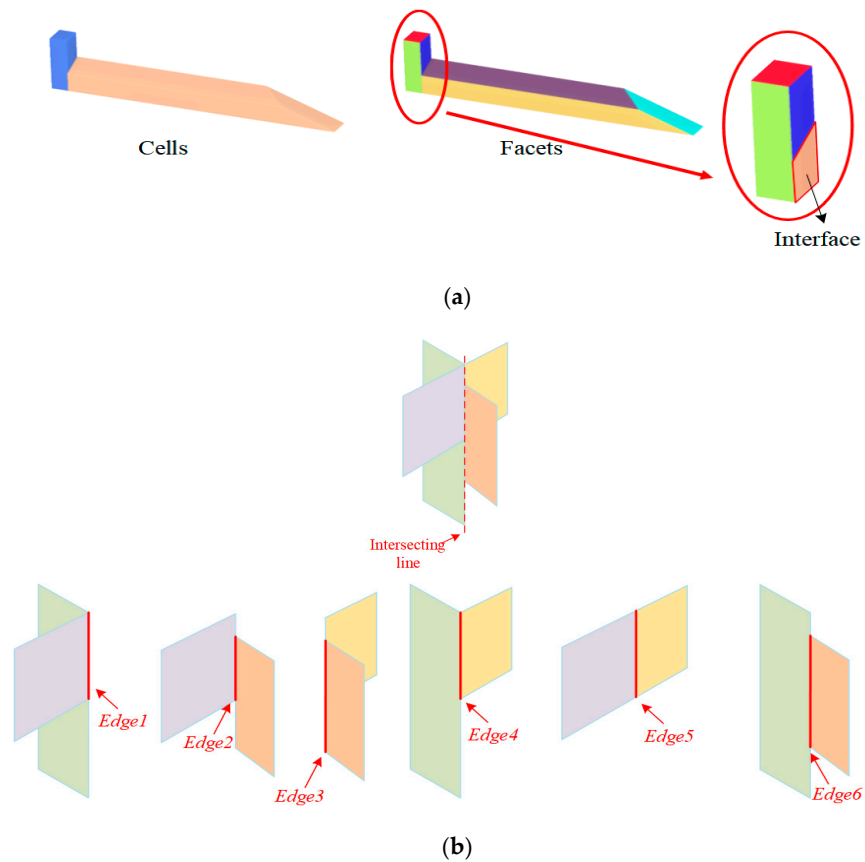 Cells
Facets
Interface
(a)
Intersecting
line
Edge1
Edge2
Edge3
Edge4
Edge5
Edge6
(b)